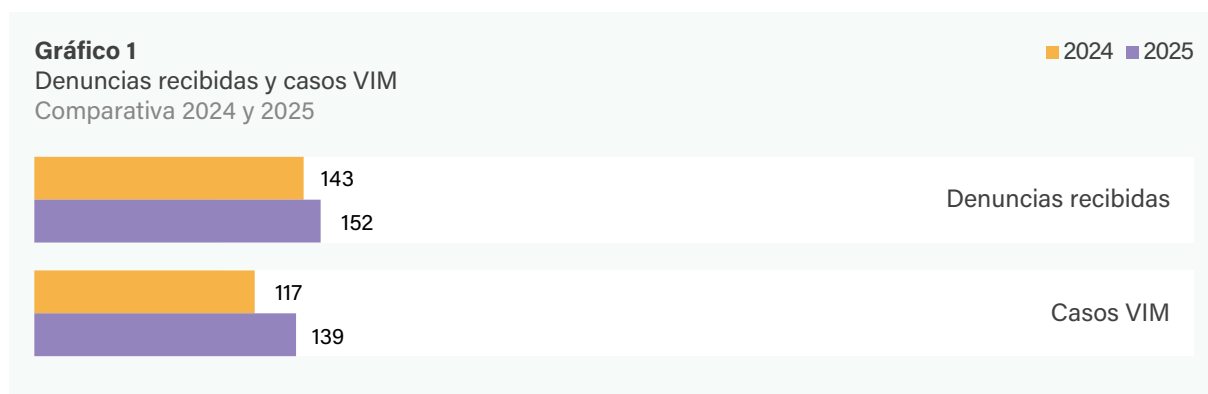 Gráfico 1
Denuncias recibidas y casos VIM
Comparativa 2024 y 2025
2024 2025
143
152
Denuncias recibidas
117
139
Casos VIM